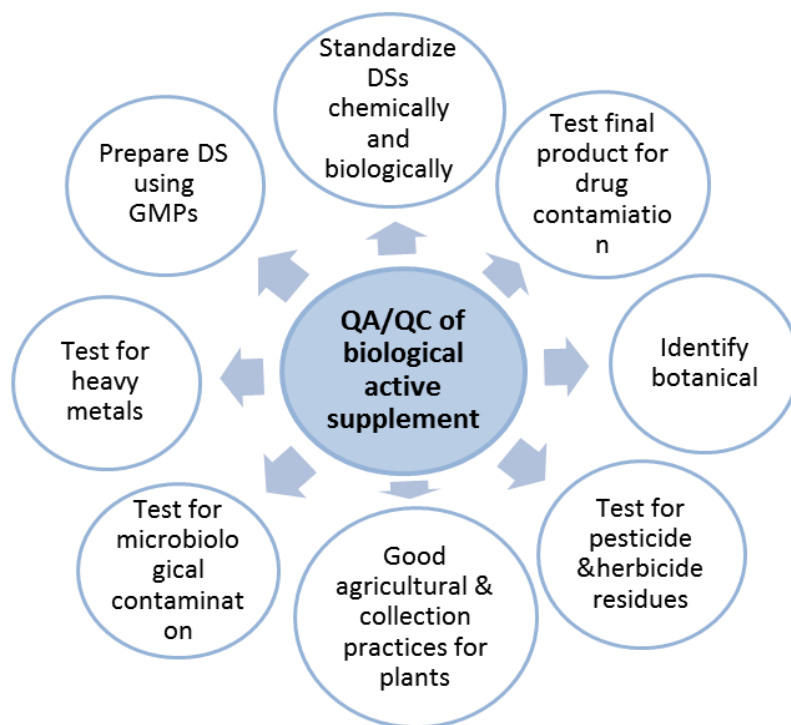 Standardize
DSs
chemically
and
biologically
Test final
product for
drug
contamiatio
n
Identify
botanical
Test for
pesticide
&herbicide
residues
Good
agricultural &
collection
practices for
plants
Test for
microbiolo
gical
contaminat
on
Test for
heavy
metals
Prepare DS
using
GMPs
QA/QC of
biological
active
supplement